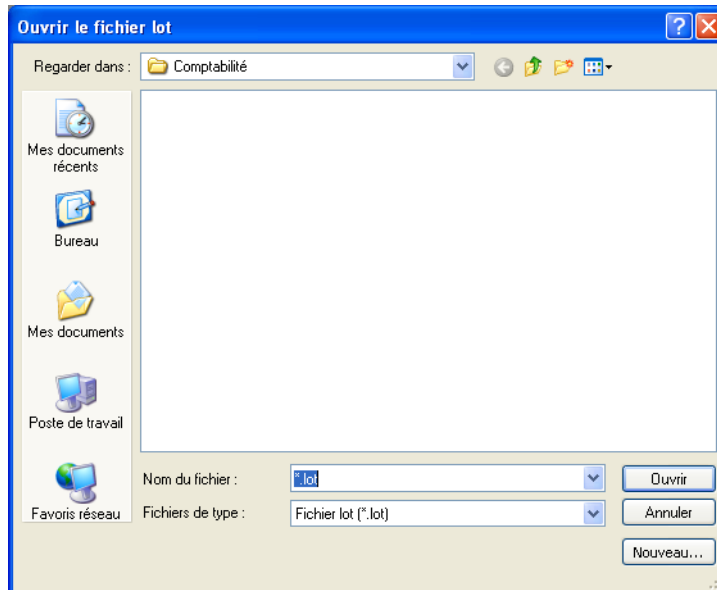 Ouvrir le fichier lot
Regarder dans :
Comptabilité
Mes documents
récents
Bureau
Mes documents
Poste de travail
Favoris réseau
Nom du fichier :
*.lot
Ouvrir
Fichiers de type :
Fichier lot (*.lot)
Annuler
Nouveau...